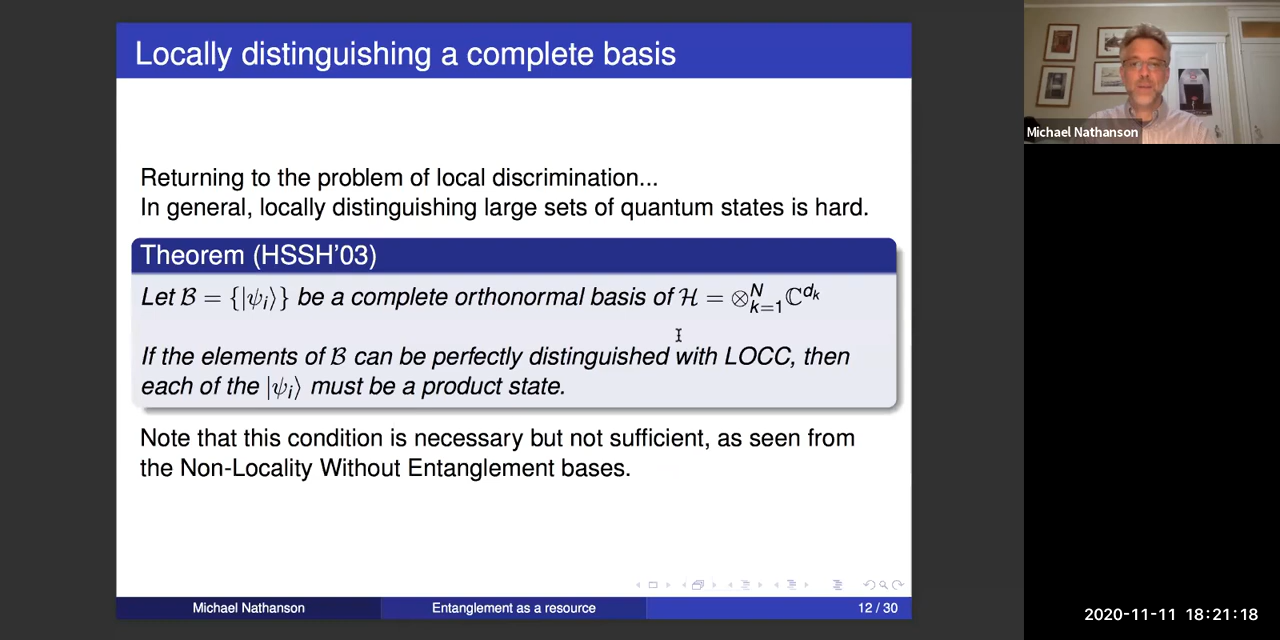 Locally distinguishing a complete basis
Returning to the problem of local discrimination...
In general, locally distinguishing large sets of quantum states is hard.
Theorem (HSSH'03)
Let ℬ = {|ψᵢ⟩} be a complete orthonormal basis of ℋ = ⊗ᴺₖ₌₁ ℂ^{d_k}
If the elements of ℬ can be perfectly distinguished with LOCC, then
each of the |ψᵢ⟩ must be a product state.
Note that this condition is necessary but not sufficient, as seen from
the Non-Locality Without Entanglement bases.
Michael Nathanson Entanglement as a resource 12 / 30
Michael Nathanson
2020-11-11 18:21:18